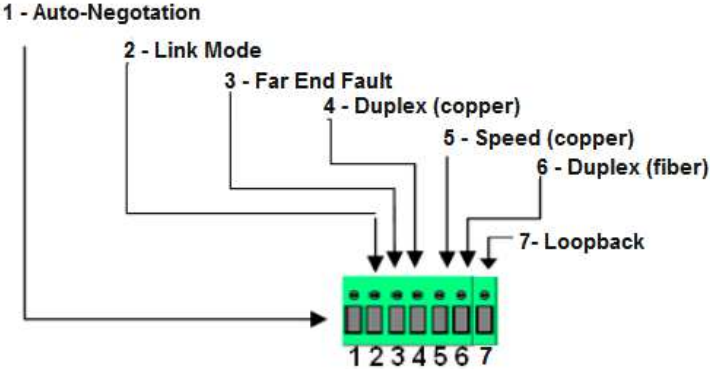 1 - Auto-Negotation
2 - Link Mode
3 - Far End Fault
4 - Duplex (copper)
5 - Speed (copper)
6 - Duplex (fiber)
7- Loopback
1 2 3 4 5 6 7